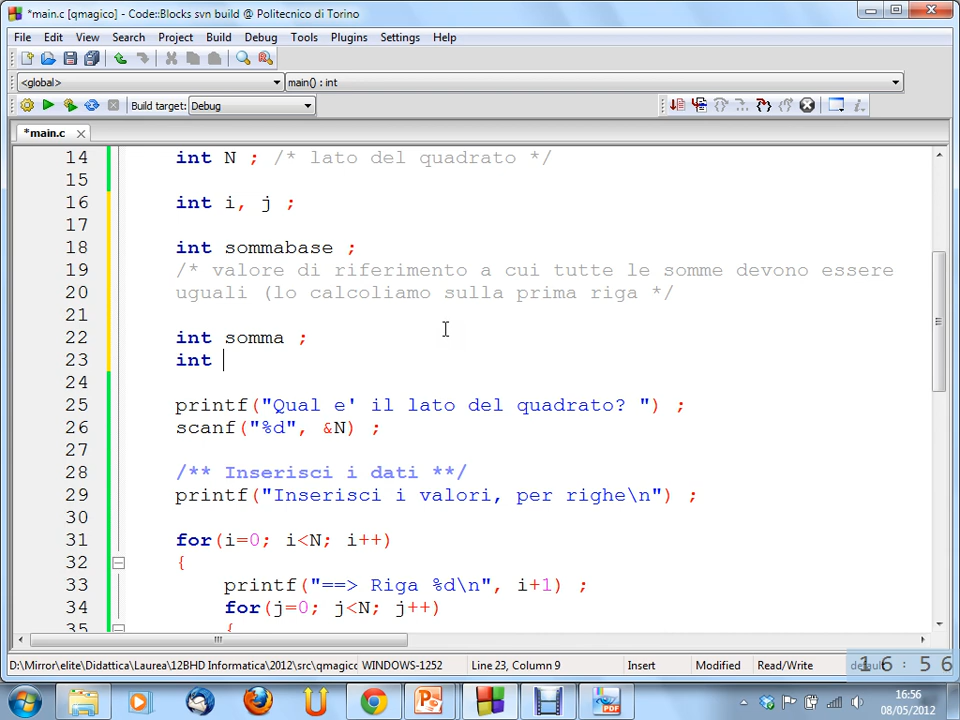 *main.c [qmagico] - Code::Blocks svn build @ Politecnico di Torino
File Edit View Search Project Build Debug Tools Plugins Settings Help
<global> main() : int
Build target: Debug
*main.c
14 int N ; /* lato del quadrato */
15
16 int i, j ;
17
18 int sommabase ;
19 /* valore di riferimento a cui tutte le somme devono essere
20 uguali (lo calcoliamo sulla prima riga */
21
22 int somma ;
23 int
24
25 printf("Qual e' il lato del quadrato? ") ;
26 scanf("%d", &N) ;
27
28 /** Inserisci i dati **/
29 printf("Inserisci i valori, per righe\n") ;
30
31 for(i=0; i<N; i++)
32 {
33 printf("==> Riga %d\n", i+1) ;
34 for(j=0; j<N; j++)
35 {
D:\Mirror\elite\Didattica\Laurea\12BHD Informatica\2012\src\qmagicc WINDOWS-1252 Line 23, Column 9 Insert Modified Read/Write 16:56
16:56
08/05/2012